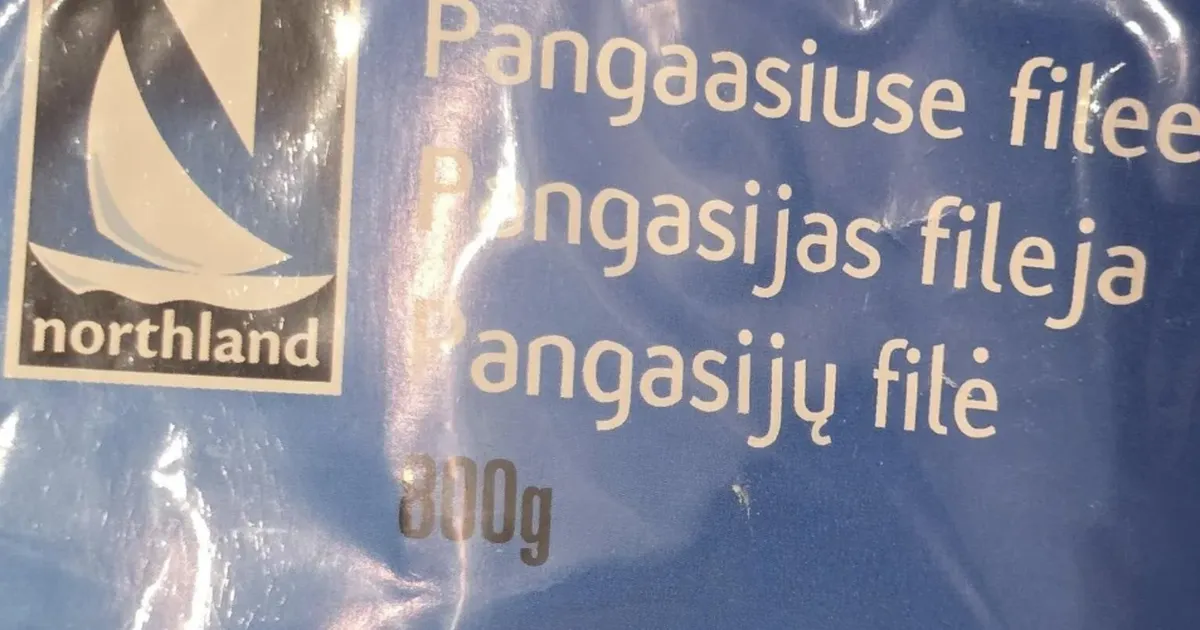 Pangaasiuse filee
Pangasijas fileja
Pangasijų filė
800g
northland